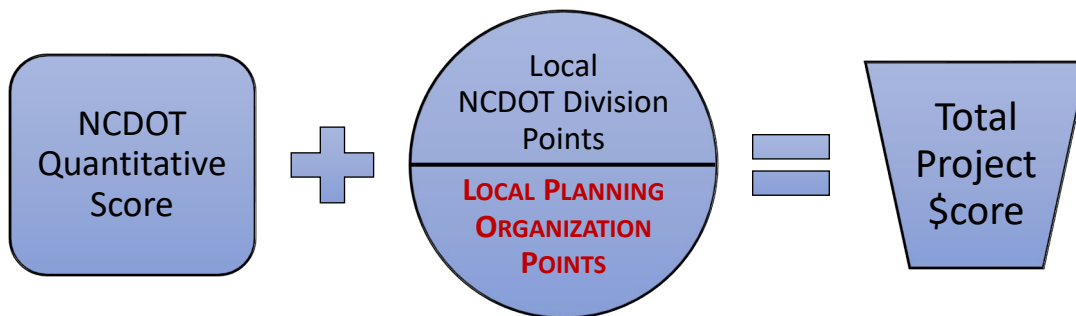 NCDOT
Quantitative
Score
Local
NCDOT Division
Points
LOCAL PLANNING
ORGANIZATION
POINTS
Total
Project
$core